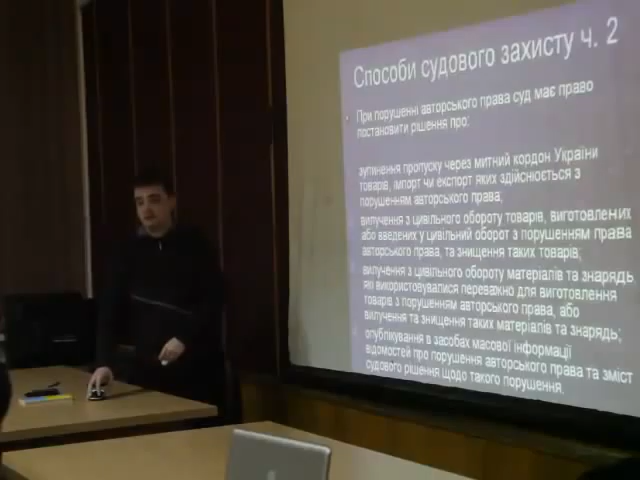 Способи судового захисту ч. 2
При порушенні авторського права суд має право
постановити рішення про:
зупинення пропуску через митний кордон України
товарів, імпорт чи експорт яких здійснюється з
порушенням авторського права;
вилучення з цивільного обороту товарів, виготовлених
або введених у цивільний оборот з порушенням права
авторського права, та знищення таких товарів;
вилучення з цивільного обороту матеріалів та знарядь,
які використовувалися переважно для виготовлення
товарів з порушенням авторського права, або
вилучення та знищення таких матеріалів та знарядь;
опублікування в засобах масової інформації
відомостей про порушення авторського права та зміст
судового рішення щодо такого порушення.